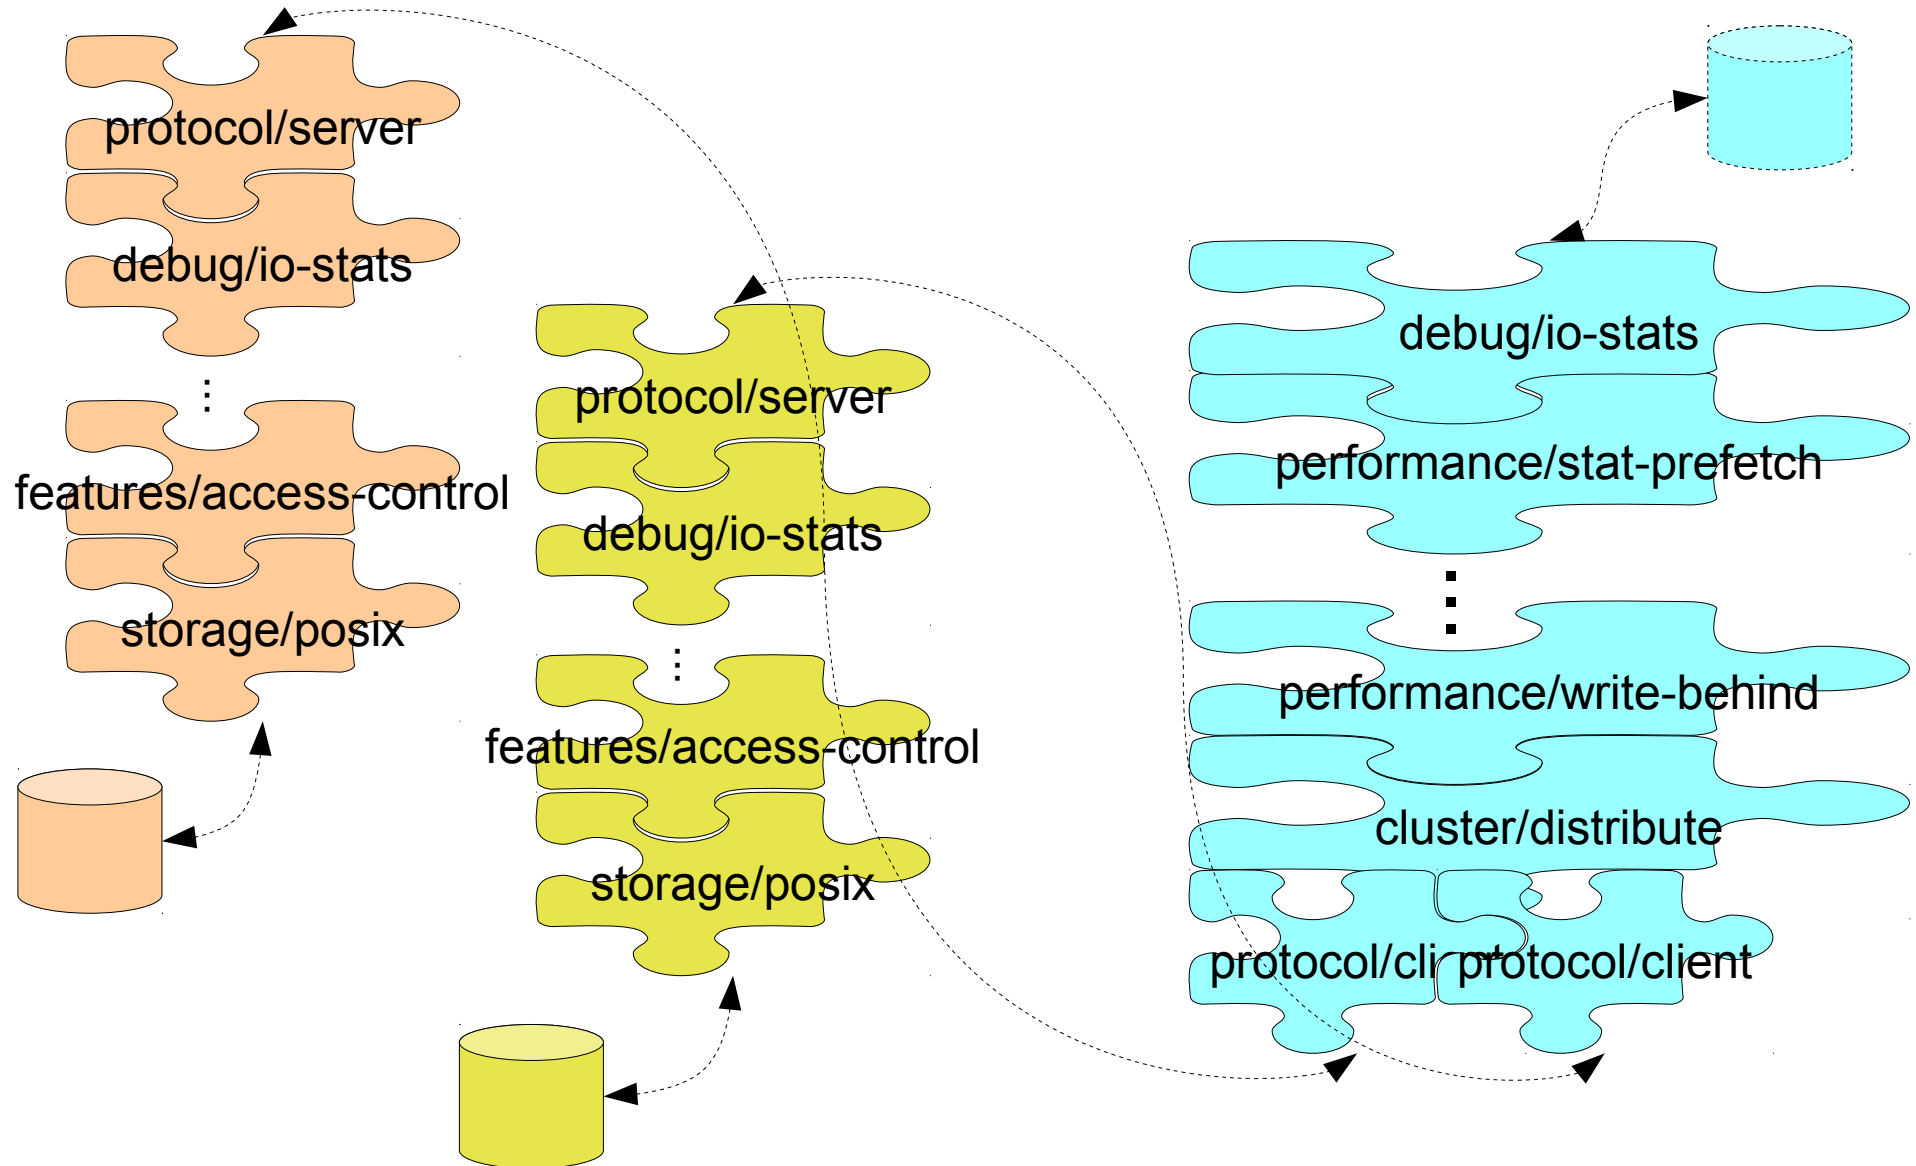 protocol/server
debug/io-stats
⋮
features/access-control
storage/posix
protocol/server
debug/io-stats
⋮
features/access-control
storage/posix
debug/io-stats
performance/stat-prefetch
⋮
performance/write-behind
cluster/distribute
protocol/cli
protocol/client